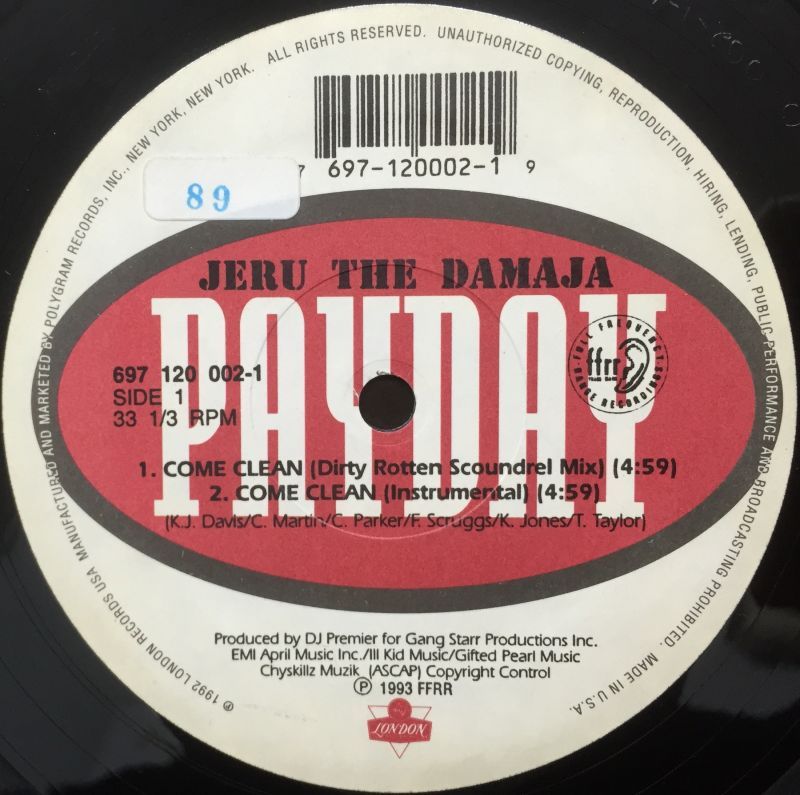 7 697-120002-1 9
89
JERU THE DAMAJA
PAYDAY
FULL FREQUENCY RANGE RECORDINGS
ffrr
697 120 002-1
SIDE 1
33 1/3 RPM
1. COME CLEAN (Dirty Rotten Scoundrel Mix) (4:59)
2. COME CLEAN (Instrumental) (4:59)
(K.J. Davis/C. Martin/C. Parker/F. Scruggs/K. Jones/T. Taylor)
Produced by DJ Premier for Gang Starr Productions Inc.
EMI April Music Inc./Ill Kid Music/Gifted Pearl Music
Chyskillz Muzik (ASCAP) Copyright Control
Ⓟ 1993 FFRR
LONDON
℗ 1992 LONDON RECORDS USA MANUFACTURED AND MARKETED BY POLYGRAM RECORDS, INC., NEW YORK, NEW YORK. ALL RIGHTS RESERVED. UNAUTHORIZED COPYING, REPRODUCTION, HIRING, LENDING, PUBLIC PERFORMANCE AND BROADCASTING PROHIBITED. MADE IN U.S.A.